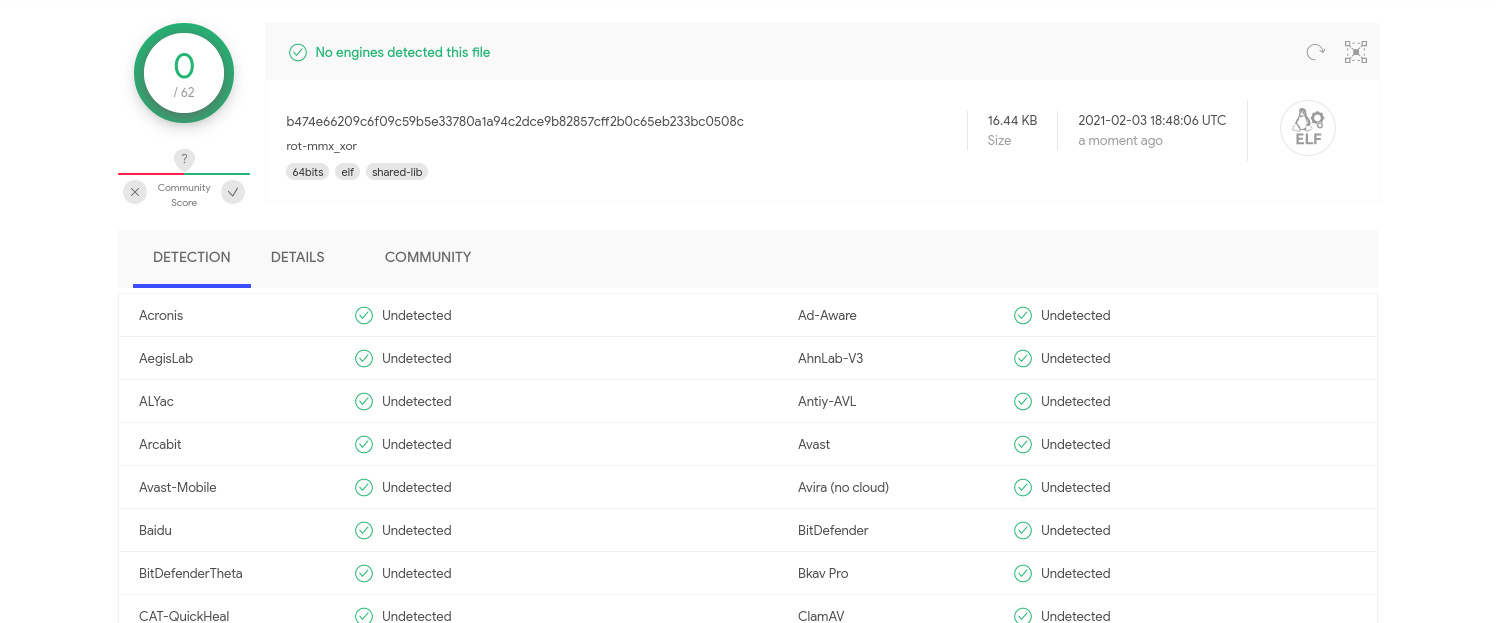 0
/ 62
?
Community
Score
No engines detected this file
b474e66209c6f09c59b5e33780a1a94c2dce9b82857cff2b0c65eb233bc0508c
rot-mmx_xor
64bits elf shared-lib
16.44 KB
Size
2021-02-03 18:48:06 UTC
a moment ago
ELF
DETECTION DETAILS COMMUNITY
Acronis Undetected Ad-Aware Undetected
AegisLab Undetected AhnLab-V3 Undetected
ALYac Undetected Antiy-AVL Undetected
Arcabit Undetected Avast Undetected
Avast-Mobile Undetected Avira (no cloud) Undetected
Baidu Undetected BitDefender Undetected
BitDefenderTheta Undetected Bkav Pro Undetected
CAT-QuickHeal Undetected ClamAV Undetected